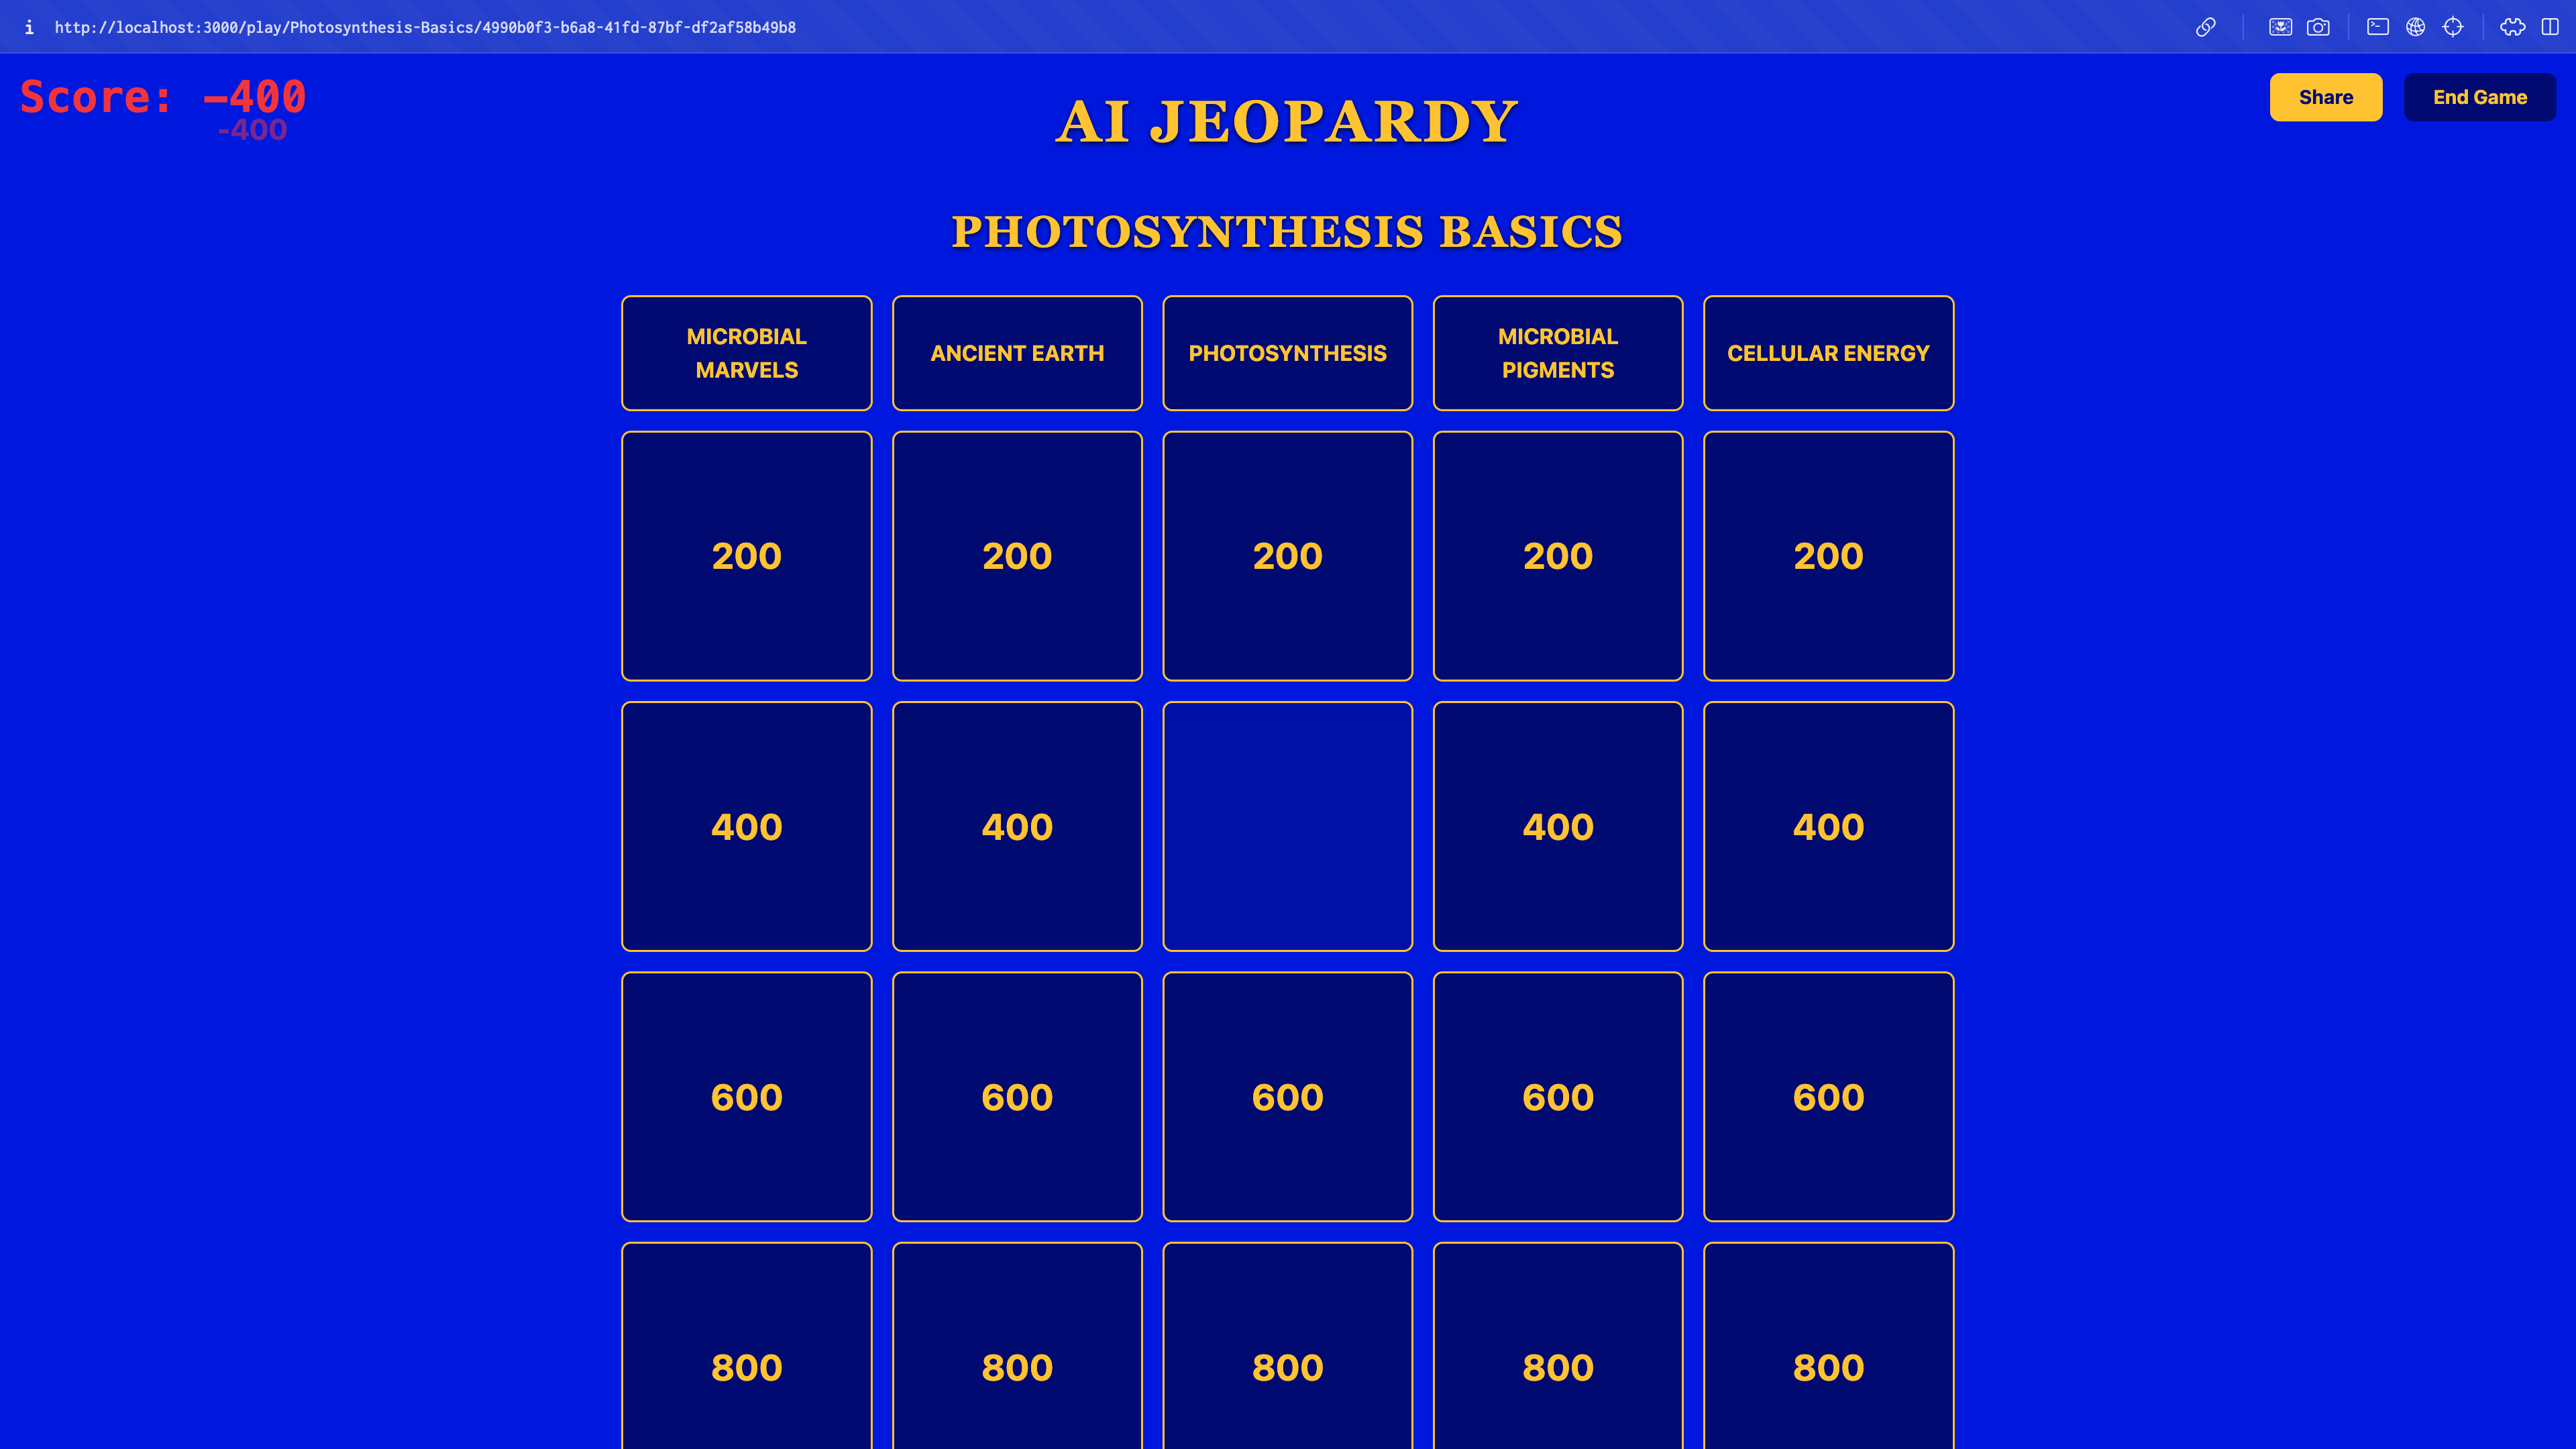 i http://localhost:3000/play/Photosynthesis-Basics/4990b0f3-b6a8-41fd-87bf-df2af58b49b8
Score: −400
-400
AI JEOPARDY
Share
End Game
PHOTOSYNTHESIS BASICS
MICROBIAL
MARVELS
ANCIENT EARTH
PHOTOSYNTHESIS
MICROBIAL
PIGMENTS
CELLULAR ENERGY
200 200 200 200 200
400 400 400 400
600 600 600 600 600
800 800 800 800 800